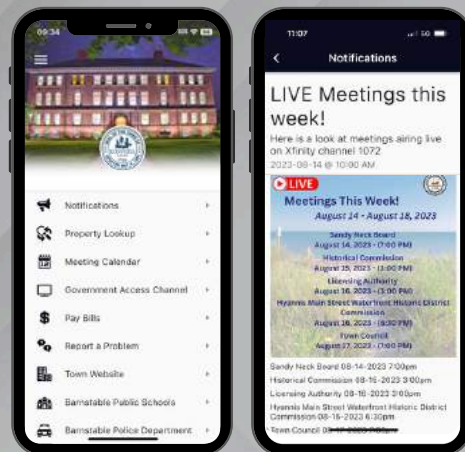 09:34
Notifications
Property Lookup
Meeting Calendar
Government Access Channel
Pay Bills
Report a Problem
Town Website
Barnstable Public Schools
Barnstable Police Department
11:07
5G
Notifications
LIVE Meetings this
week!
Here is a look at meetings airing live
on Xfinity channel 1072
2023-08-14 @ 10:00 AM
LIVE
Meetings This Week!
August 14 - August 18, 2023
Sandy Neck Board
August 14, 2023 - (7:00 PM)
Historical Commission
August 15, 2023 - (3:00 PM)
Licensing Authority
August 16, 2023 - (3:00 PM)
Hyannis Main Street Waterfront Historic District
Commission
August 16, 2023 - (6:30 PM)
Town Council
August 17, 2023 - (7:00 PM)
Sandy Neck Board 08-14-2023 7:00pm
Historical Commission 08-15-2023 3:00pm
Licensing Authority 08-16-2023 3:00pm
Hyannis Main Street Waterfront Historic District
Commission 08-16-2023 6:30pm
Town Council